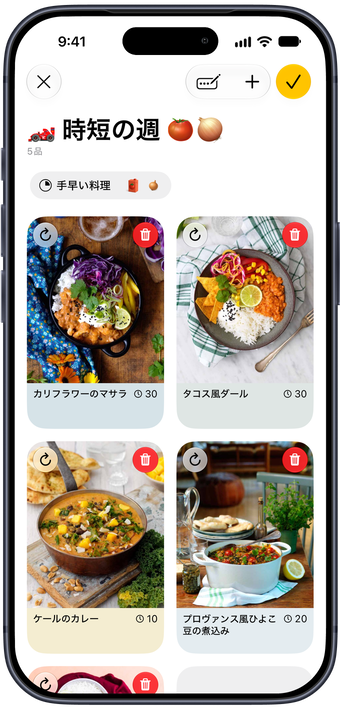 9:41
時短の週
5品
手早い料理
カリフラワーのマサラ 30
タコス風ダール 30
ケールのカレー 10
プロヴァンス風ひよこ 20
豆の煮込み